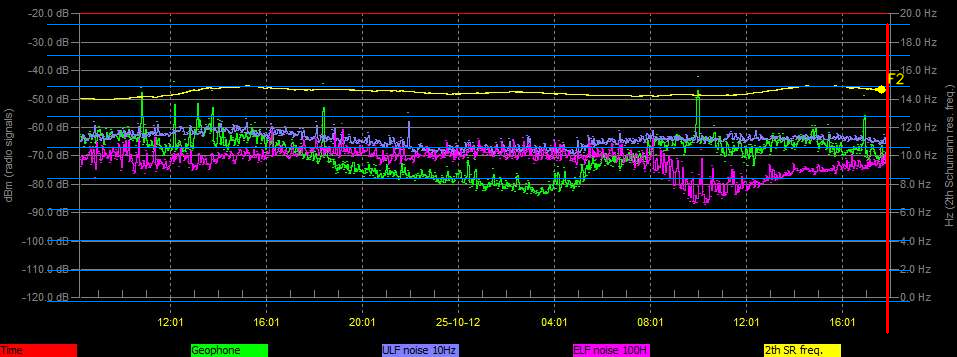 -20.0 dB 20.0 Hz
-30.0 dB 18.0 Hz
-40.0 dB 16.0 Hz
F2
-50.0 dB 14.0 Hz
-60.0 dB 12.0 Hz
-70.0 dB 10.0 Hz
-80.0 dB 8.0 Hz
-90.0 dB 6.0 Hz
-100.0 dB 4.0 Hz
-110.0 dB 2.0 Hz
-120.0 dB 0.0 Hz
dBm (radio signals)
Hz (2th Schumann res. freq.)
12:01 16:01 20:01 25-10-12 04:01 08:01 12:01 16:01
Time Geophone ULF noise 10Hz ELF noise 100H 2th SR freq.